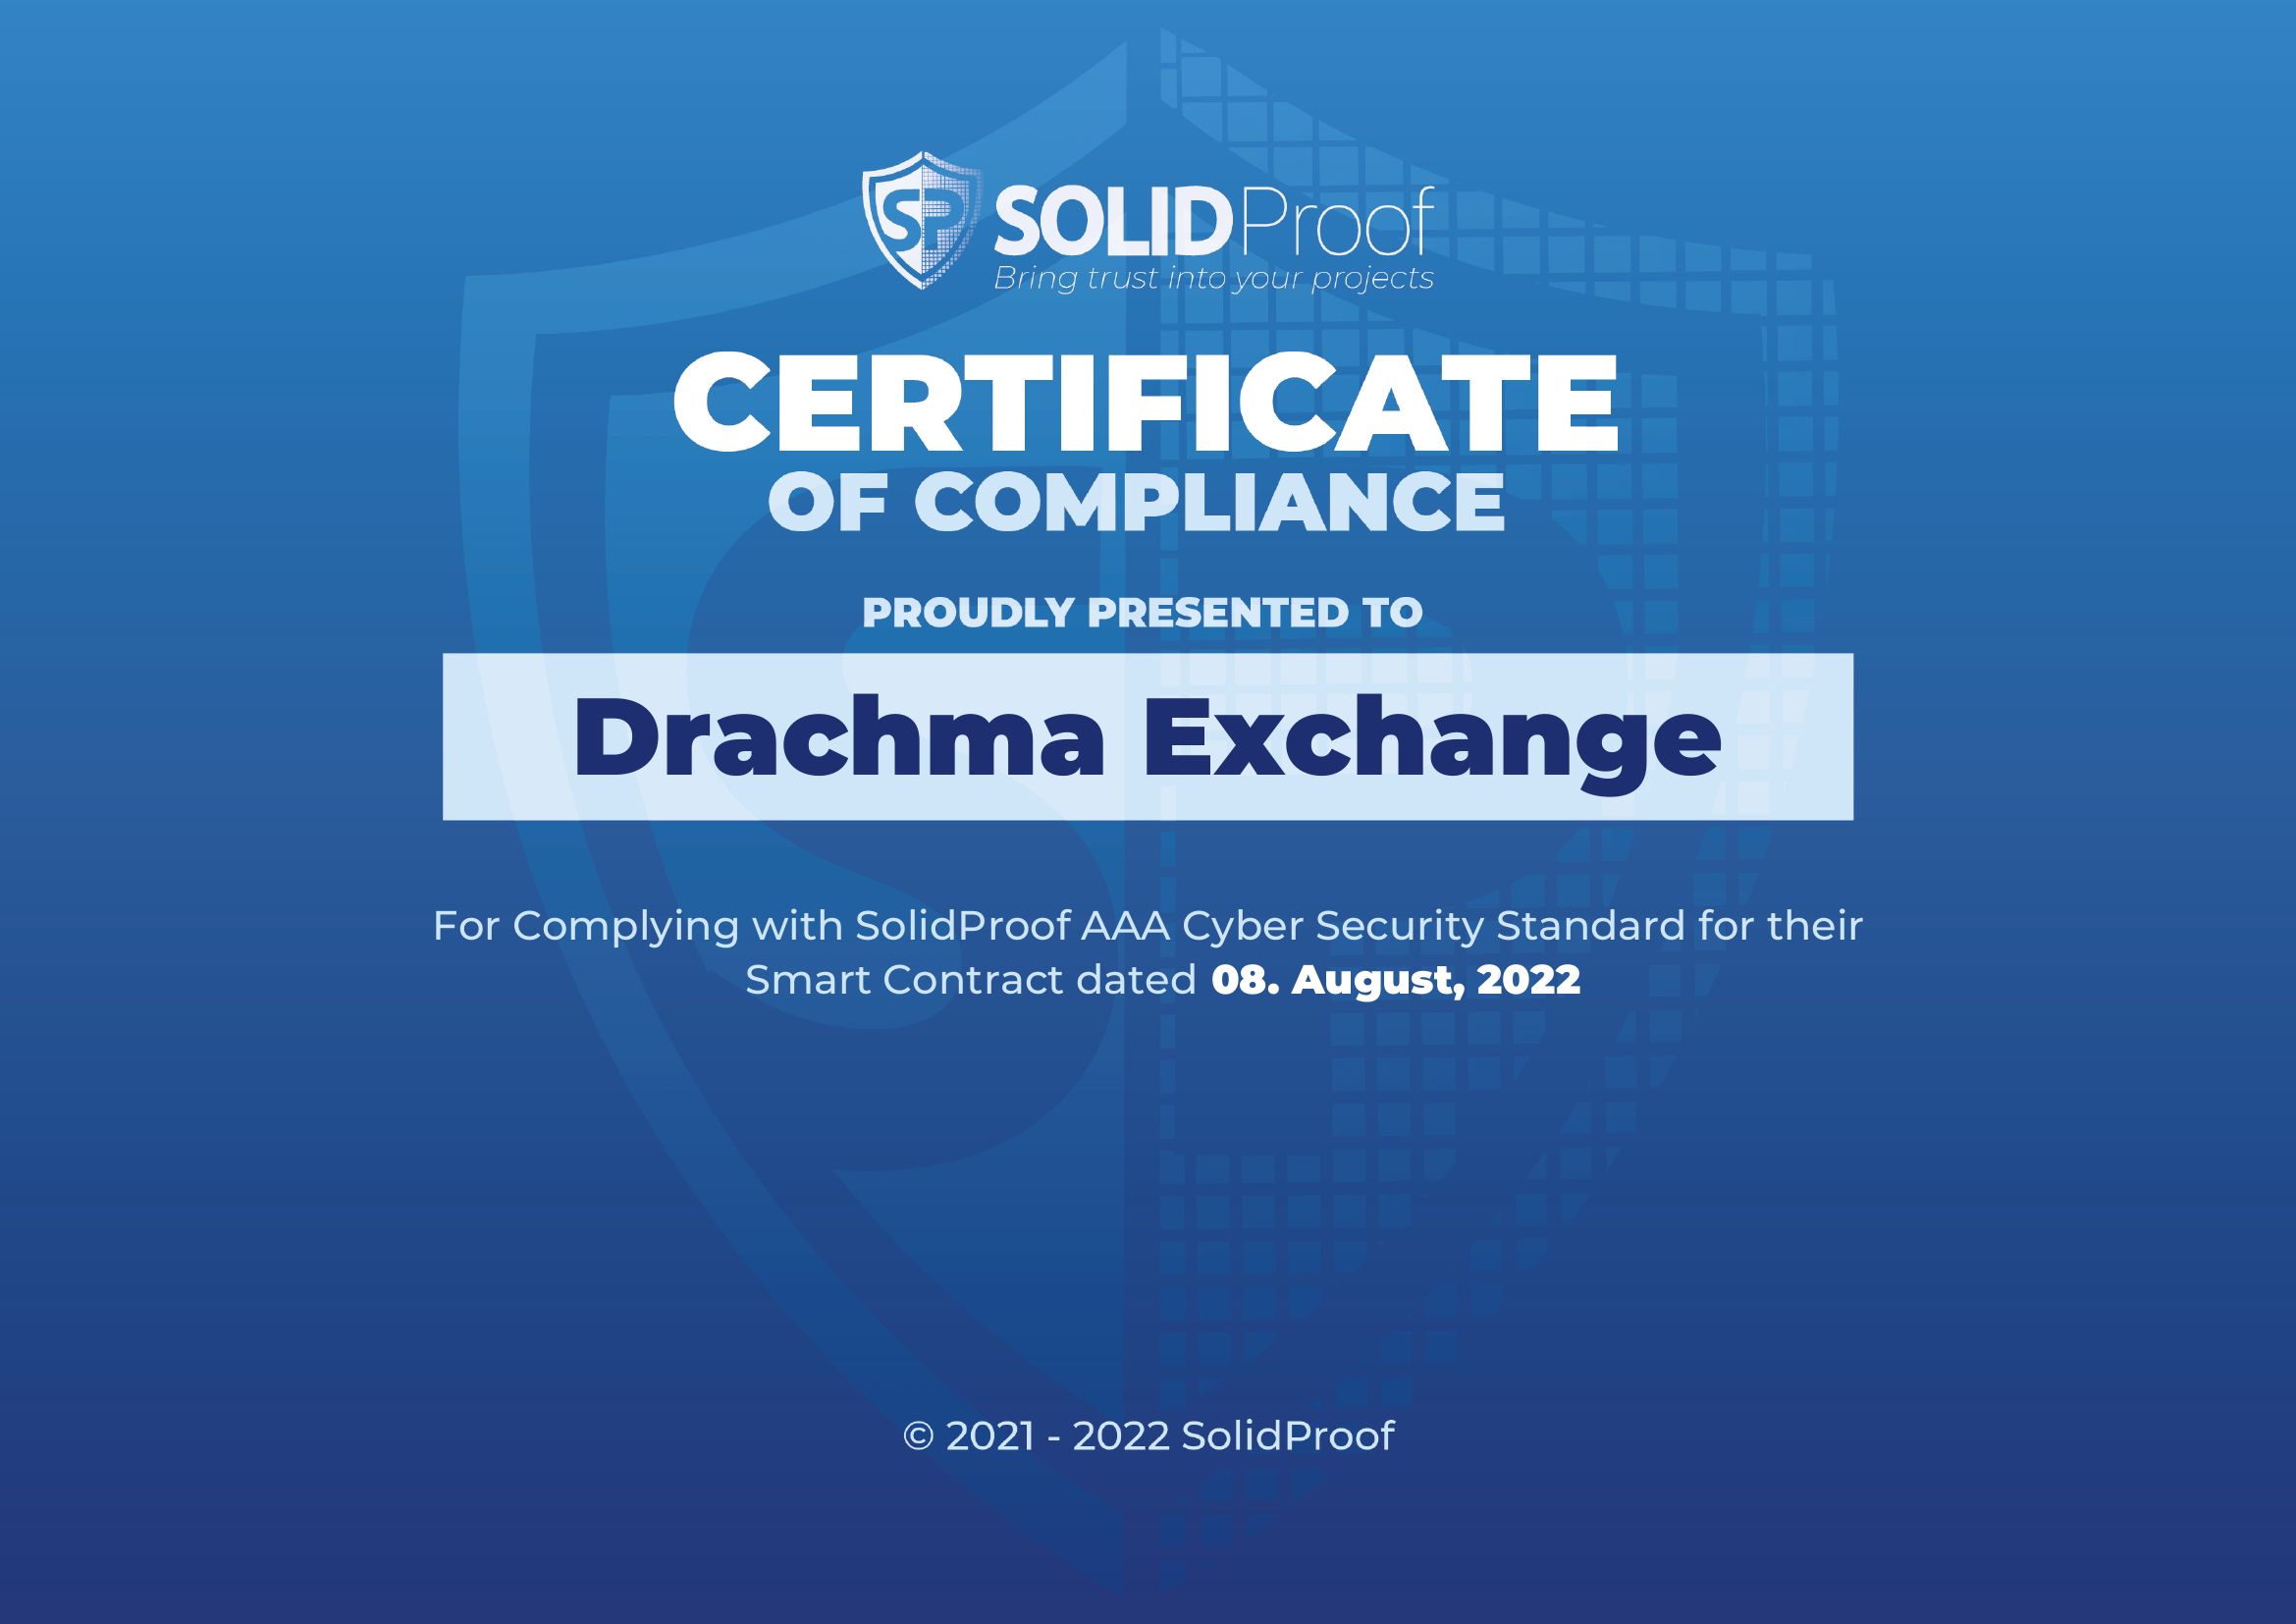 SP SOLIDProof
Bring trust into your projects
CERTIFICATE
OF COMPLIANCE
PROUDLY PRESENTED TO
Drachma Exchange
For Complying with SolidProof AAA Cyber Security Standard for their
Smart Contract dated 08. August, 2022
© 2021 - 2022 SolidProof